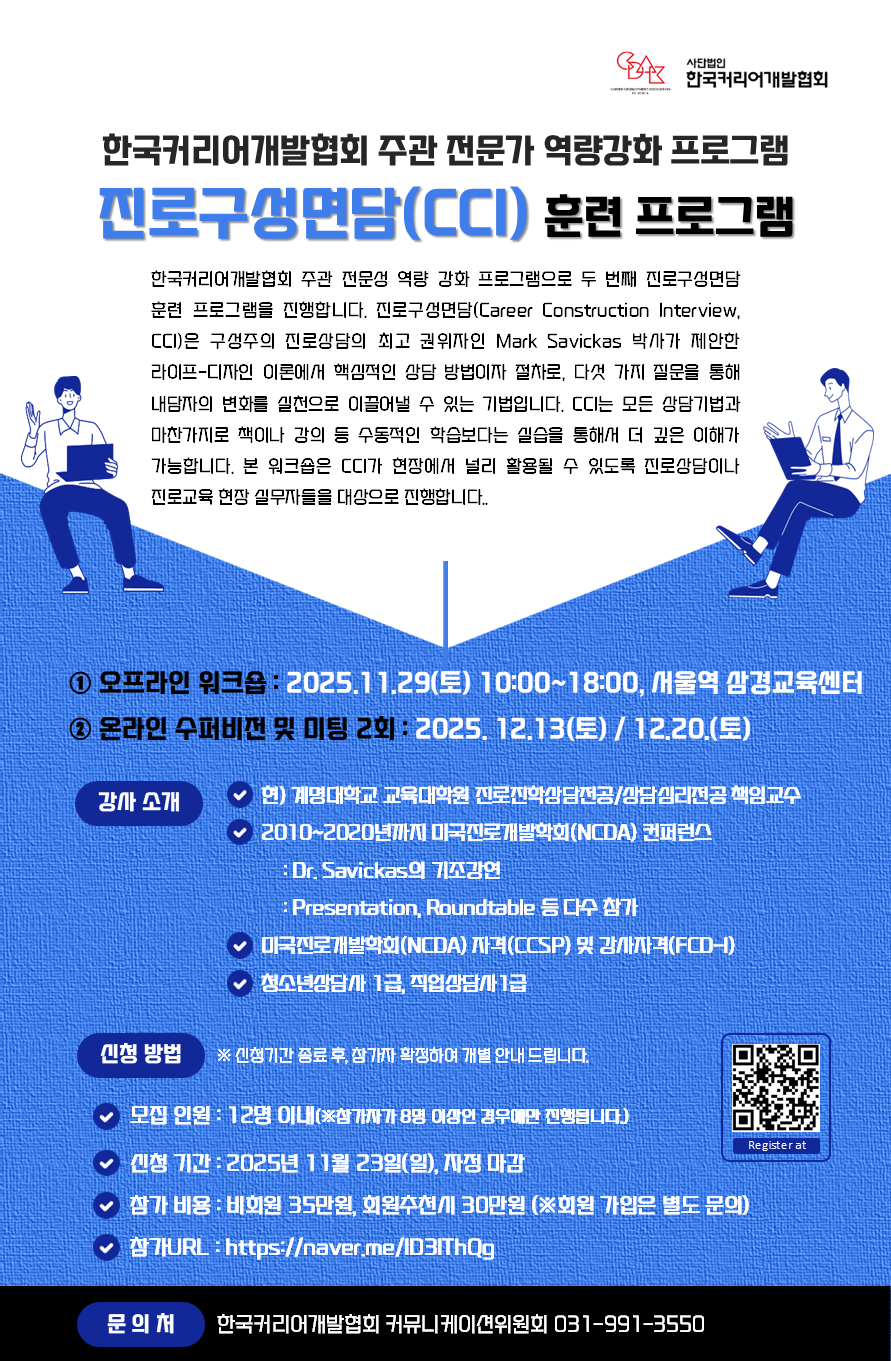 CDAK
CAREER DEVELOPMENT ASSOCIATION
OF KOREA
사단법인
한국커리어개발협회
한국커리어개발협회 주관 전문가 역량강화 프로그램
진로구성면담(CCI) 훈련 프로그램
한국커리어개발협회 주관 전문성 역량 강화 프로그램으로 두 번째 진로구성면담
훈련 프로그램을 진행합니다. 진로구성면담(Career Construction Interview,
CCI)은 구성주의 진로상담의 최고 권위자인 Mark Savickas 박사가 제안한
라이프-디자인 이론에서 핵심적인 상담 방법이자 절차로, 다섯 가지 질문을 통해
내담자의 변화를 실천으로 이끌어낼 수 있는 기법입니다. CCI는 모든 상담기법과
마찬가지로 책이나 강의 등 수동적인 학습보다는 실습을 통해서 더 깊은 이해가
가능합니다. 본 워크숍은 CCI가 현장에서 널리 활용될 수 있도록 진로상담이나
진로교육 현장 실무자들을 대상으로 진행합니다..
① 오프라인 워크숍 : 2025.11.29(토) 10:00~18:00, 서울역 삼경교육센터
② 온라인 수퍼비전 및 미팅 2회 : 2025. 12.13(토) / 12.20.(토)
강사 소개
현) 계명대학교 교육대학원 진로진학상담전공/상담심리전공 책임교수
2010~2020년까지 미국진로개발학회(NCDA) 컨퍼런스
: Dr. Savickas의 기조강연
: Presentation, Roundtable 등 다수 참가
미국진로개발학회(NCDA) 자격(CCSP) 및 강사자격(FCD-I)
청소년상담사 1급, 직업상담사1급
신청 방법
※ 신청기간 종료 후, 참가자 확정하여 개별 안내 드립니다.
모집 인원 : 12명 이내(※참가자가 8명 이상인 경우에만 진행됩니다.)
신청 기간 : 2025년 11월 23일(일), 자정 마감
참가 비용 : 비회원 35만원, 회원추천시 30만원 (※회원 가입은 별도 문의)
참가URL : https://naver.me/ID3IThQg
Register at
문 의 처
한국커리어개발협회 커뮤니케이션위원회 031-991-3550